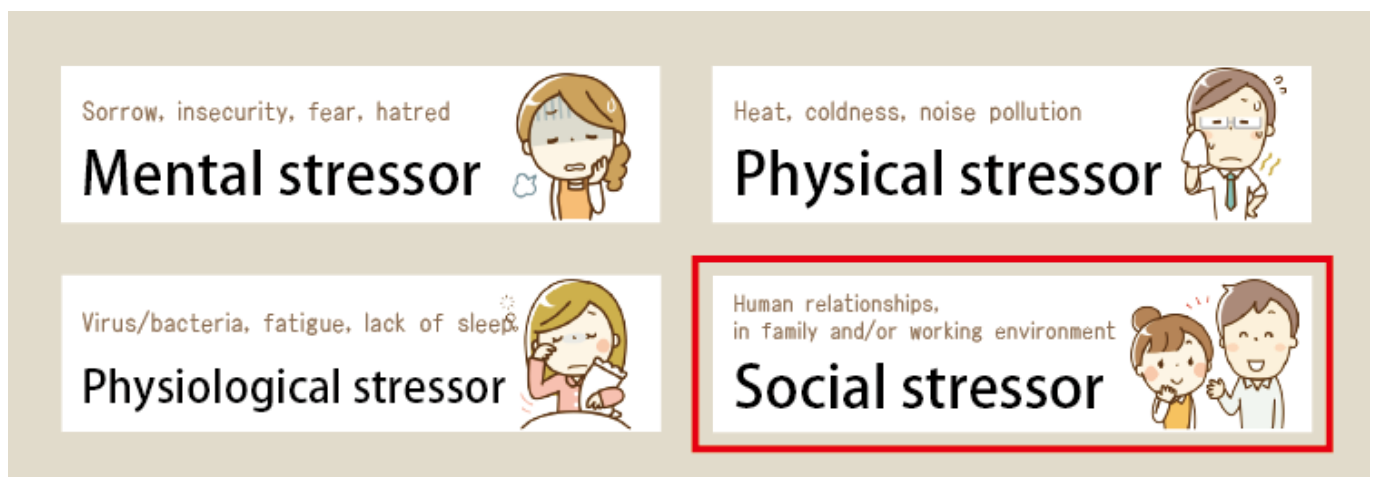 Sorrow, insecurity, fear, hatred
Mental stressor
Heat, coldness, noise pollution
Physical stressor
Virus/bacteria, fatigue, lack of sleep
Physiological stressor
Human relationships,
in family and/or working environment
Social stressor